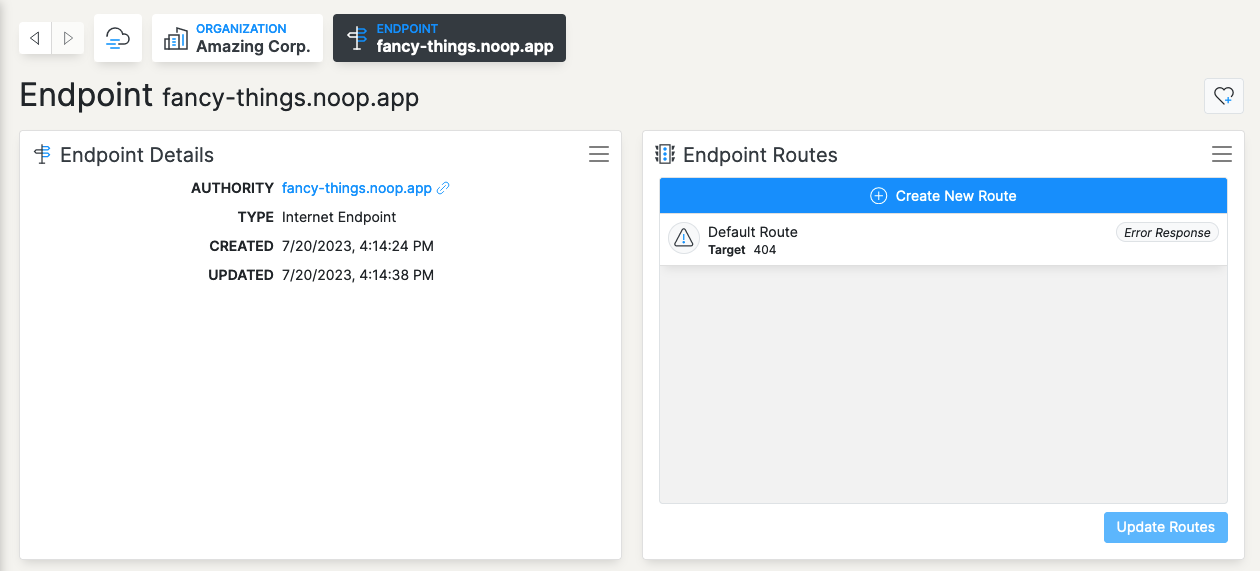 ORGANIZATION
Amazing Corp.
ENDPOINT
fancy-things.noop.app
Endpoint fancy-things.noop.app
Endpoint Details
AUTHORITY fancy-things.noop.app
TYPE Internet Endpoint
CREATED 7/20/2023, 4:14:24 PM
UPDATED 7/20/2023, 4:14:38 PM
Endpoint Routes
Create New Route
Default Route
Error Response
Target 404
Update Routes